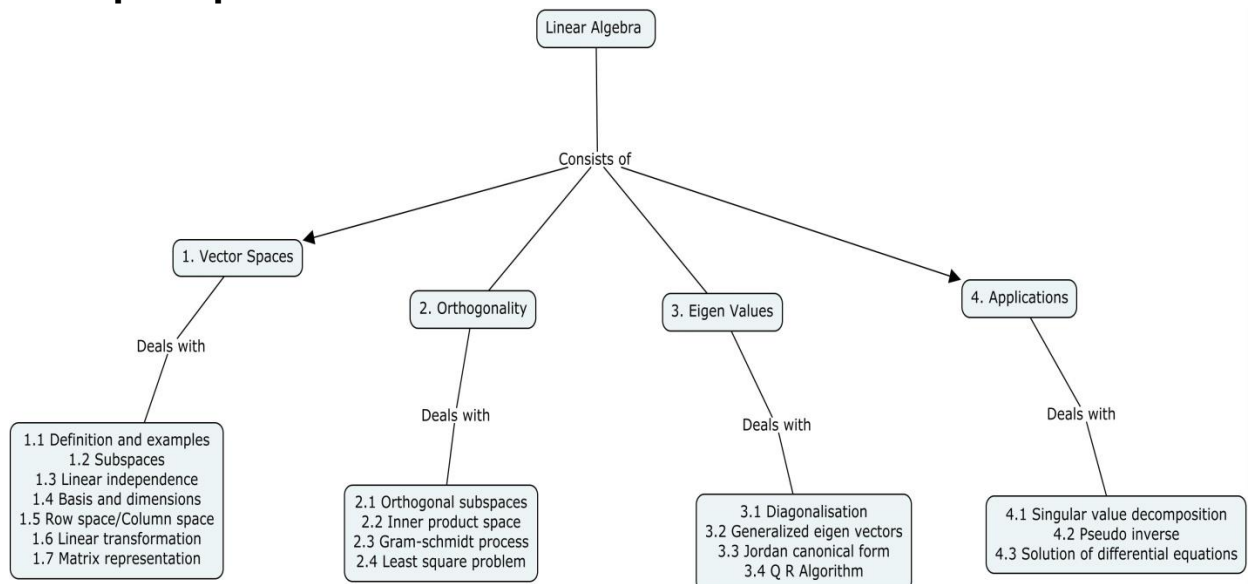 Linear Algebra
Consists of
1. Vector Spaces
2. Orthogonality
3. Eigen Values
4. Applications
Deals with
Deals with
Deals with
Deals with
1.1 Definition and examples
1.2 Subspaces
1.3 Linear independence
1.4 Basis and dimensions
1.5 Row space/Column space
1.6 Linear transformation
1.7 Matrix representation
2.1 Orthogonal subspaces
2.2 Inner product space
2.3 Gram-schmidt process
2.4 Least square problem
3.1 Diagonalisation
3.2 Generalized eigen vectors
3.3 Jordan canonical form
3.4 Q R Algorithm
4.1 Singular value decomposition
4.2 Pseudo inverse
4.3 Solution of differential equations